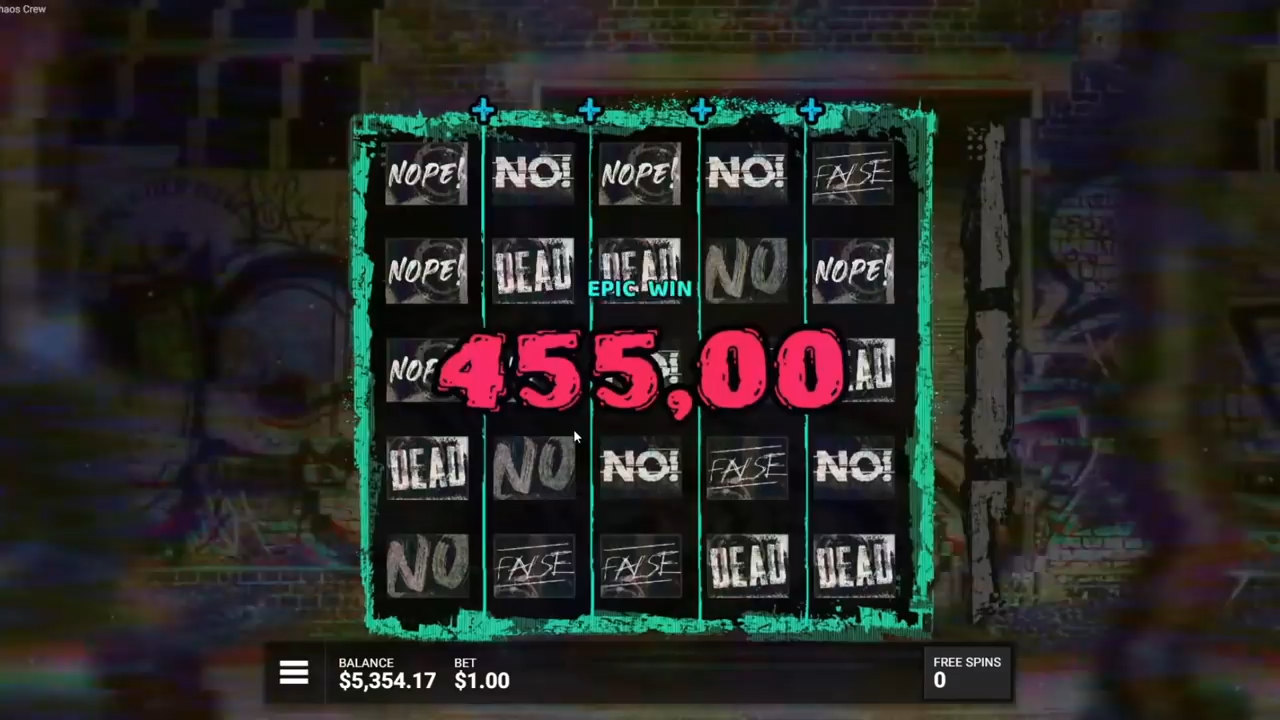 haos Crew
NOPE! NO! NOPE! NO! FALSE
NOPE! DEAD DEAD NO NOPE!
EPIC WIN
455,00
DEAD NO NO! FALSE NO!
NO FALSE FALSE DEAD DEAD
BALANCE BET FREE SPINS
$5,354.17 $1.00 0